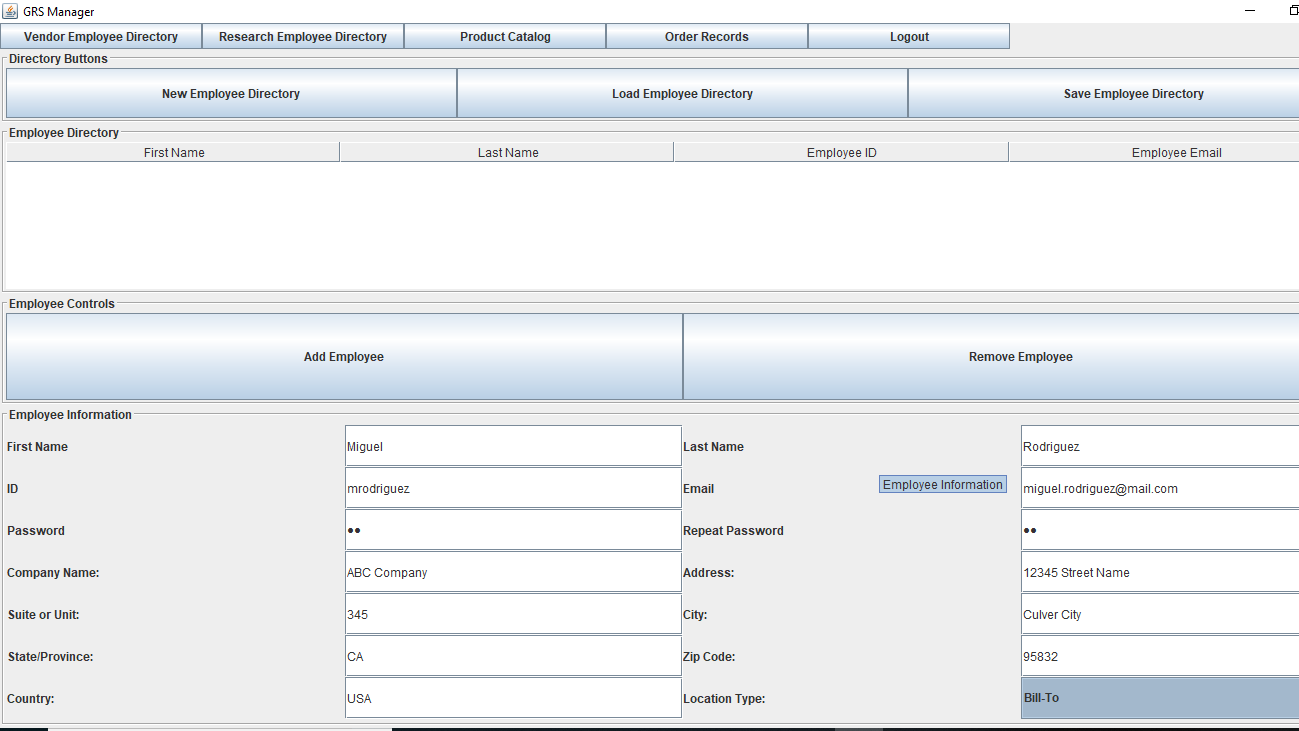 GRS Manager
Vendor Employee Directory Research Employee Directory Product Catalog Order Records Logout
Directory Buttons
New Employee Directory Load Employee Directory Save Employee Directory
Employee Directory
First Name Last Name Employee ID Employee Email
Employee Controls
Add Employee Remove Employee
Employee Information
First Name Miguel Last Name Rodriguez
ID mrodriguez Email Employee Information miguel.rodriguez@mail.com
Password •• Repeat Password ••
Company Name: ABC Company Address: 12345 Street Name
Suite or Unit: 345 City: Culver City
State/Province: CA Zip Code: 95832
Country: USA Location Type: Bill-To